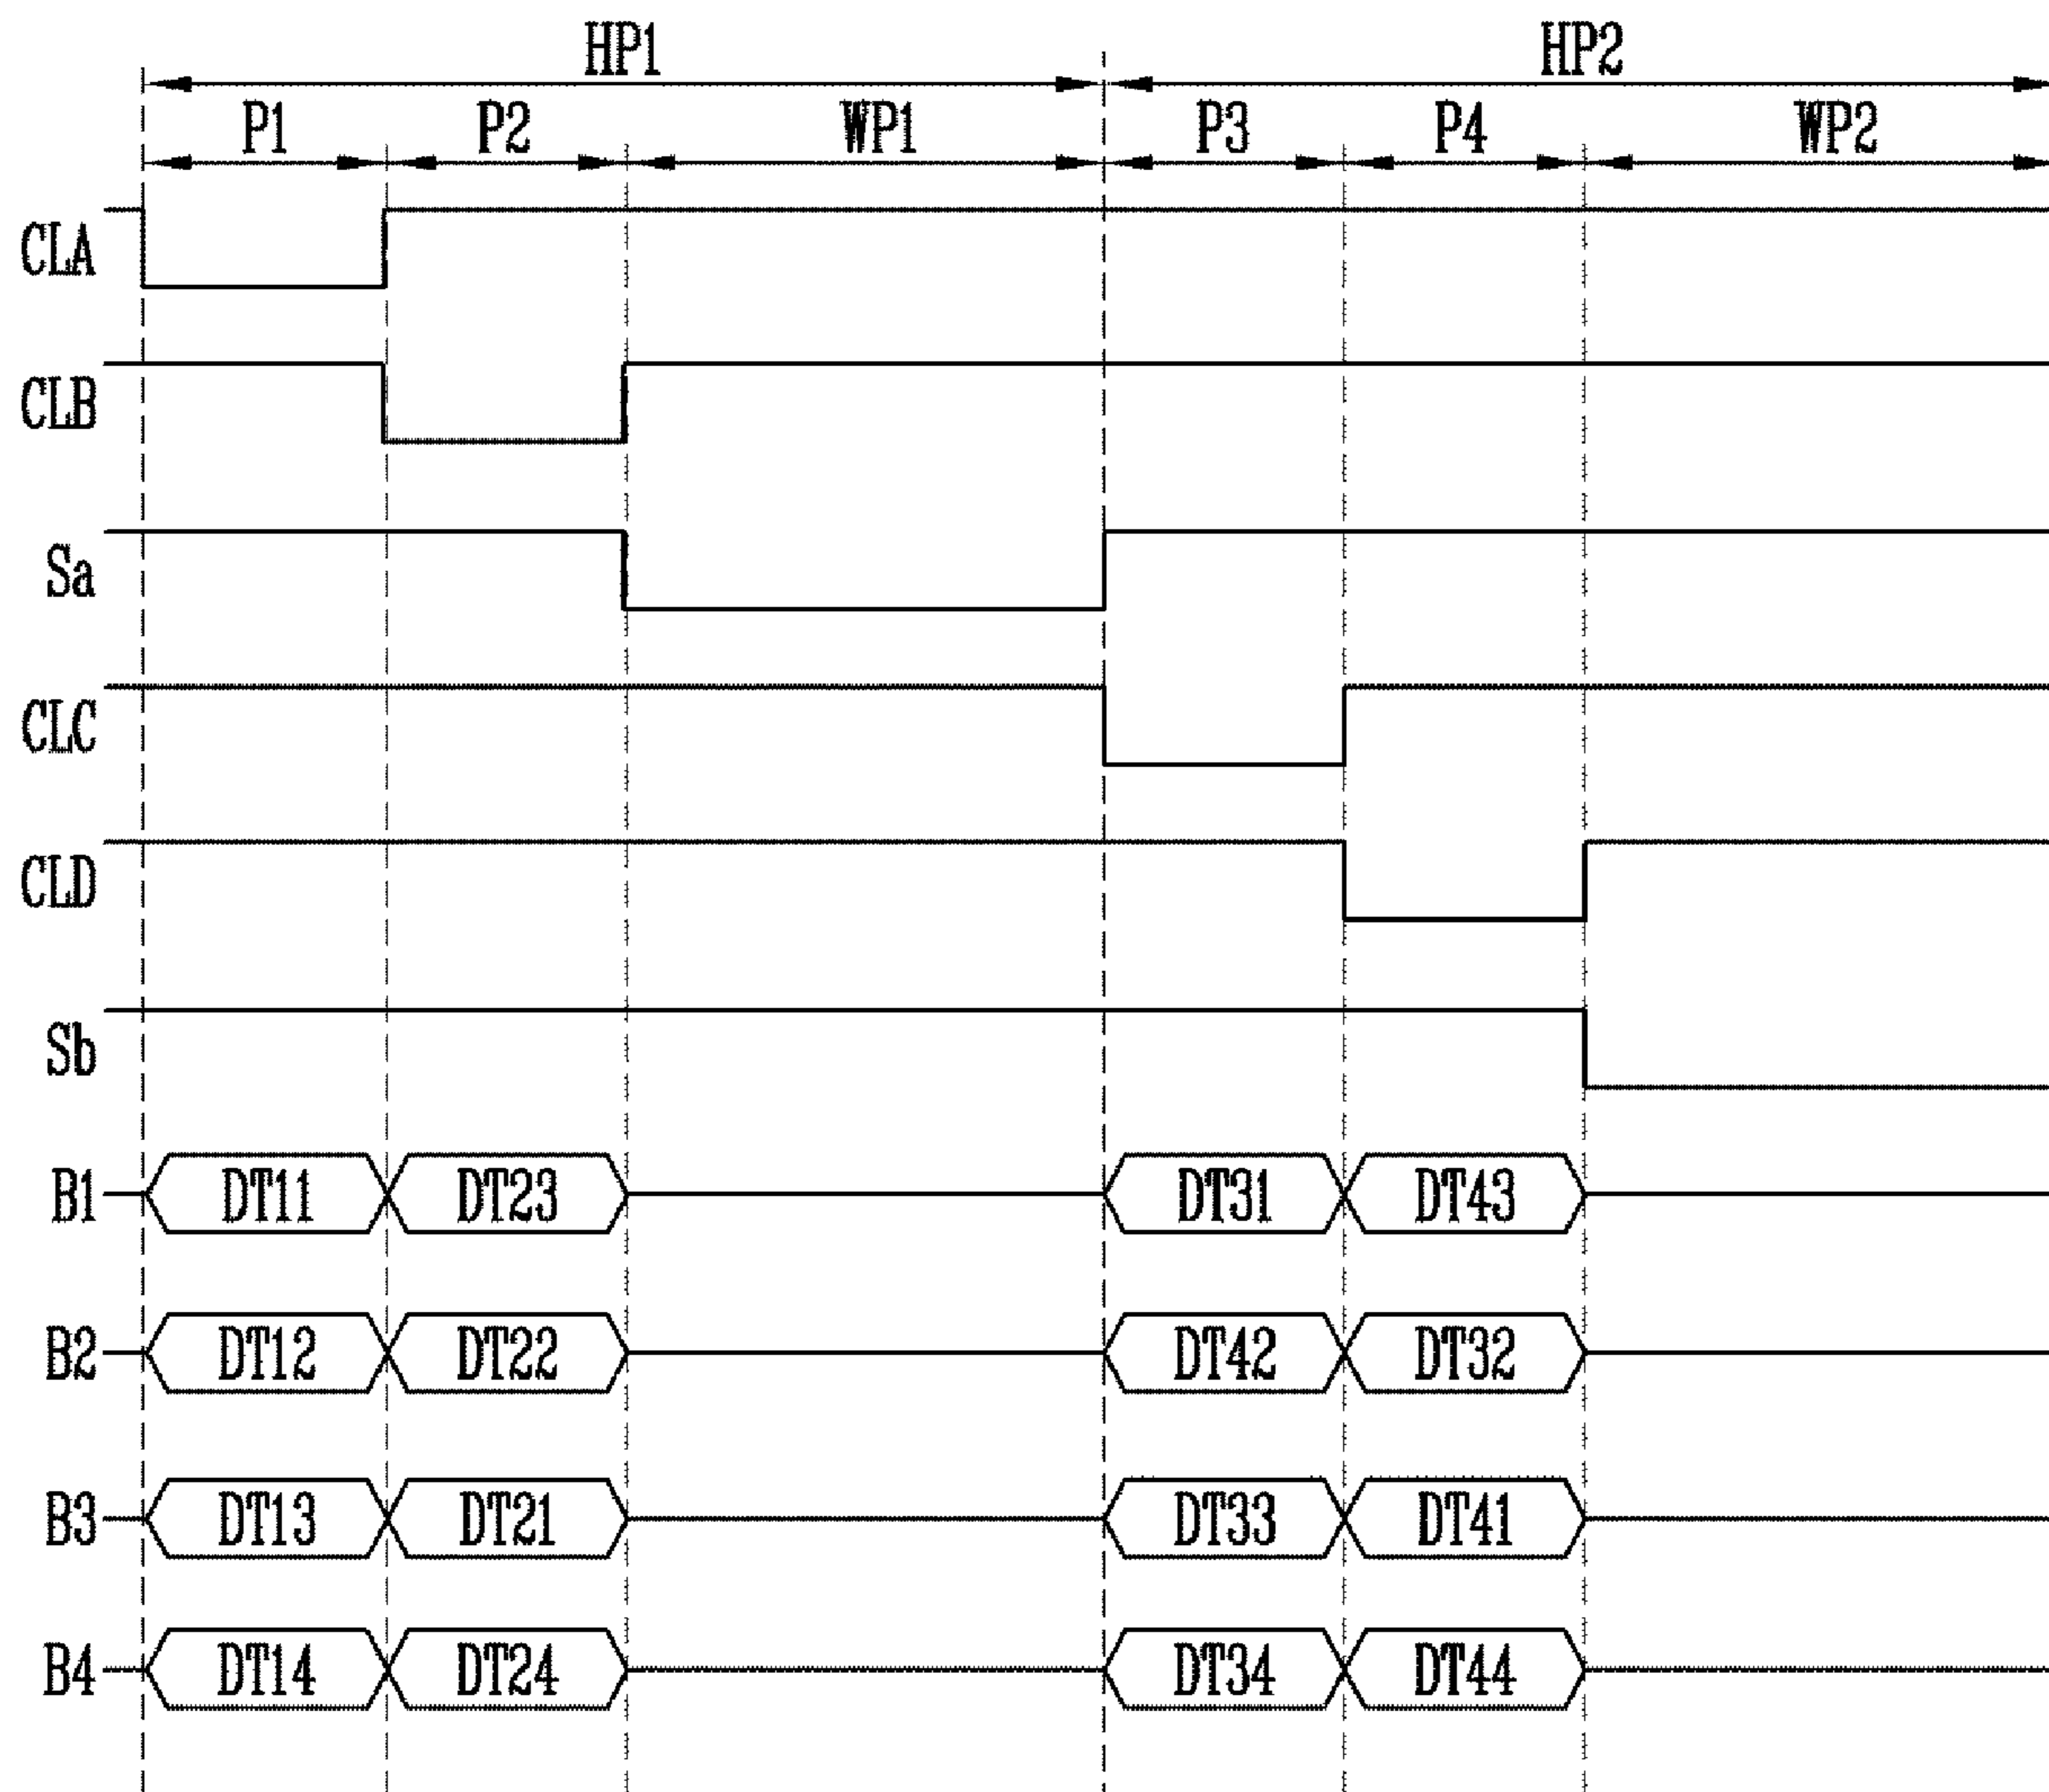 HP1 HP2
P1 P2 WP1 P3 P4 WP2
CLA
CLB
Sa
CLC
CLD
Sb
B1 DT11 DT23 DT31 DT43
B2 DT12 DT22 DT42 DT32
B3 DT13 DT21 DT33 DT41
B4 DT14 DT24 DT34 DT44